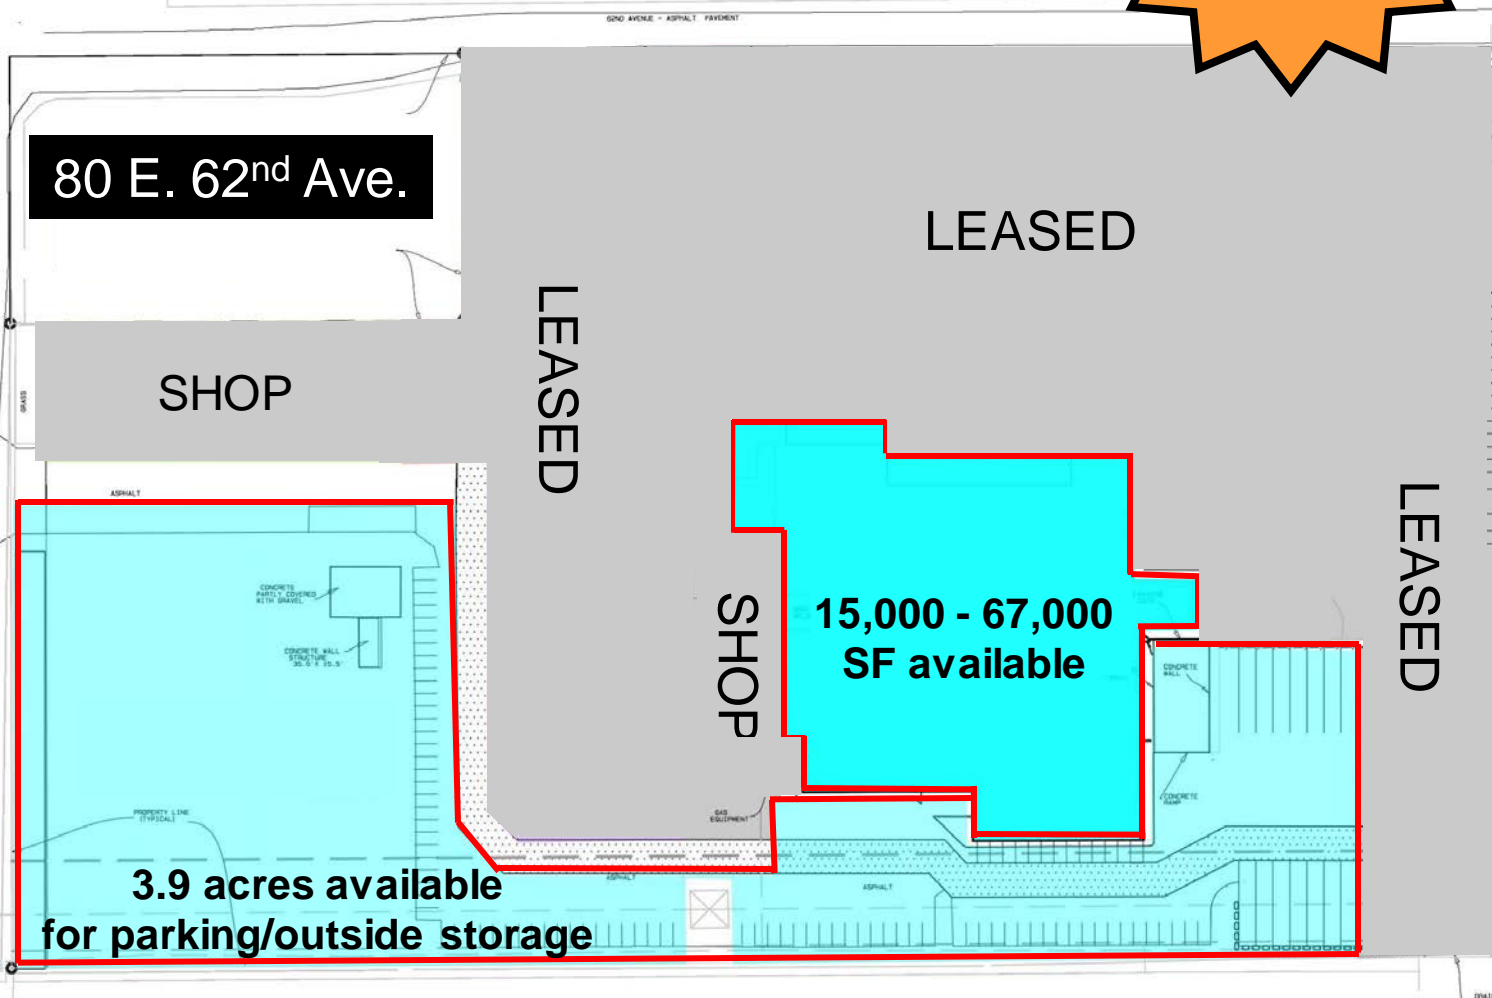 62ND AVENUE - ASPHALT PAVEMENT
80 E. 62nd Ave.
LEASED
LEASED
SHOP
GRASS
LEASED
ASPHALT
CONCRETE
PARTLY COVERED
WITH GRAVEL
SHOP
15,000 - 67,000
SF available
CONCRETE WALL
STRUCTURE
CONCRETE
WALL
CONCRETE
RAMP
PROPERTY LINE
(TYPICAL)
GAS
EQUIPMENT
ASPHALT
ASPHALT
3.9 acres available
for parking/outside storage